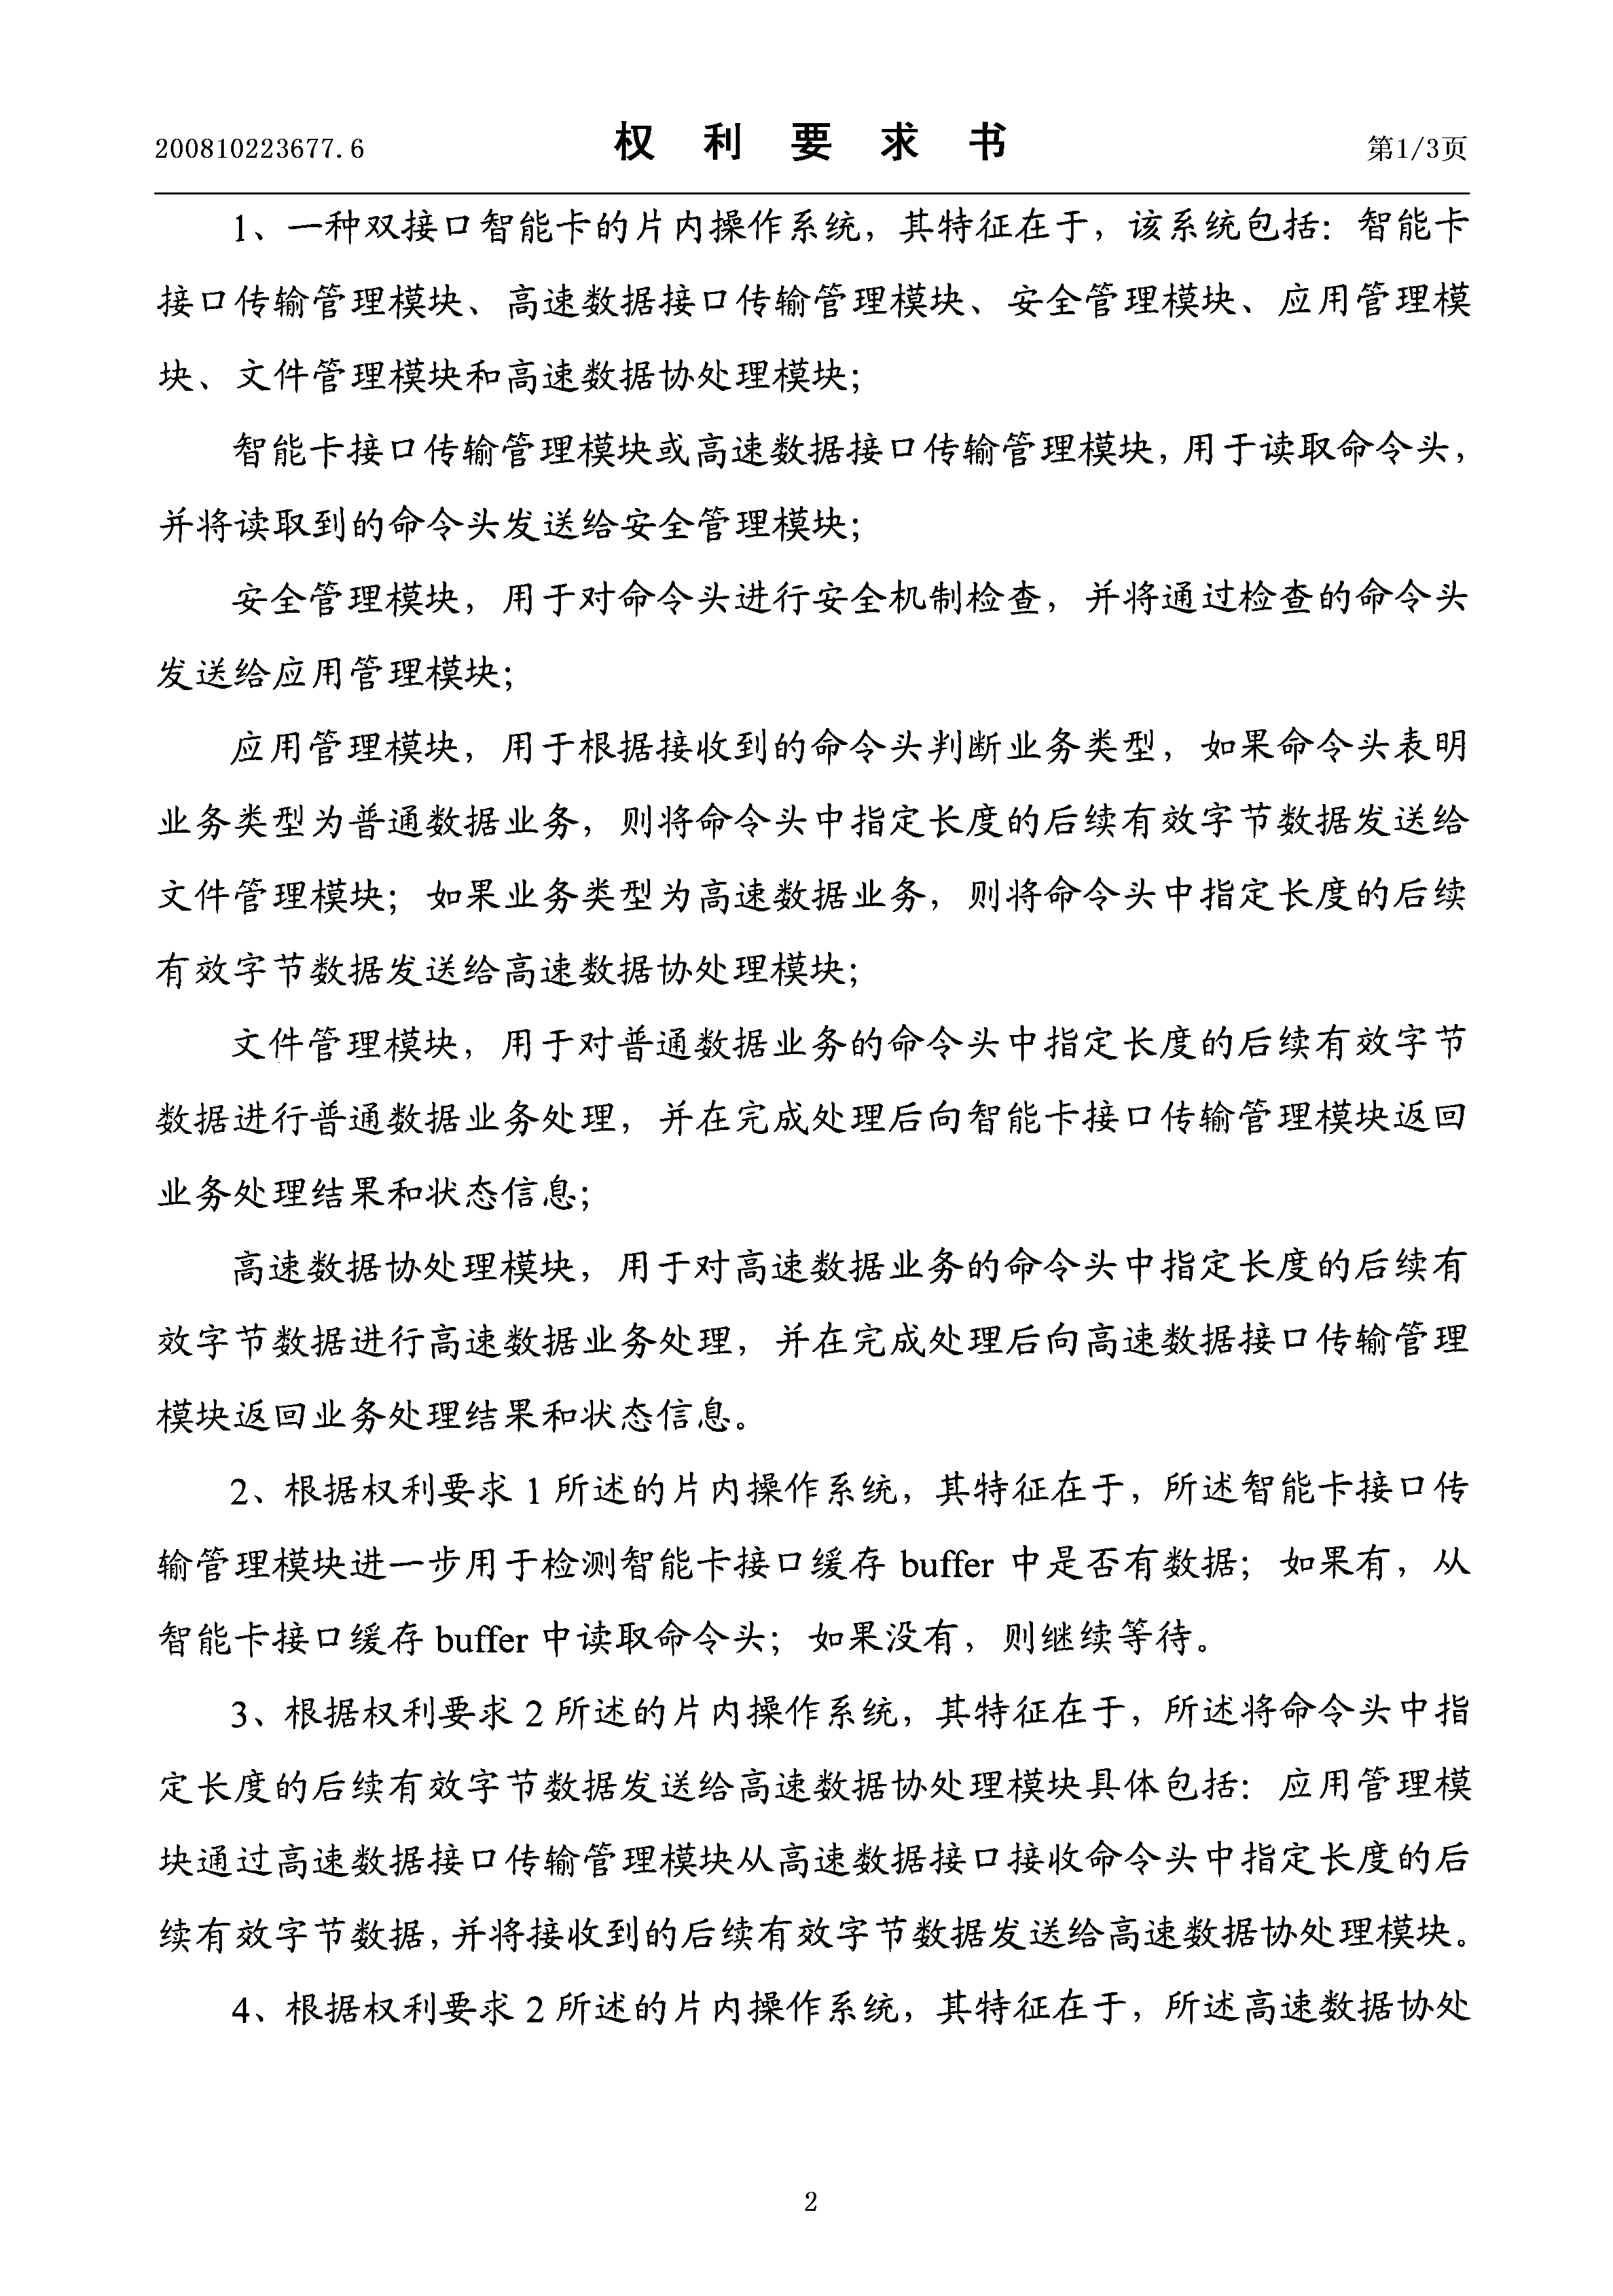 200810223677.6
权 利 要 求 书
第1/3页
1、一种双接口智能卡的片内操作系统，其特征在于，该系统包括：智能卡
接口传输管理模块、高速数据接口传输管理模块、安全管理模块、应用管理模
块、文件管理模块和高速数据协处理模块；
智能卡接口传输管理模块或高速数据接口传输管理模块，用于读取命令头，
并将读取到的命令头发送给安全管理模块；
安全管理模块，用于对命令头进行安全机制检查，并将通过检查的命令头
发送给应用管理模块；
应用管理模块，用于根据接收到的命令头判断业务类型，如果命令头表明
业务类型为普通数据业务，则将命令头中指定长度的后续有效字节数据发送给
文件管理模块；如果业务类型为高速数据业务，则将命令头中指定长度的后续
有效字节数据发送给高速数据协处理模块；
文件管理模块，用于对普通数据业务的命令头中指定长度的后续有效字节
数据进行普通数据业务处理，并在完成处理后向智能卡接口传输管理模块返回
业务处理结果和状态信息；
高速数据协处理模块，用于对高速数据业务的命令头中指定长度的后续有
效字节数据进行高速数据业务处理，并在完成处理后向高速数据接口传输管理
模块返回业务处理结果和状态信息。
2、根据权利要求 1 所述的片内操作系统，其特征在于，所述智能卡接口传
输管理模块进一步用于检测智能卡接口缓存 buffer 中是否有数据；如果有，从
智能卡接口缓存 buffer 中读取命令头；如果没有，则继续等待。
3、根据权利要求 2 所述的片内操作系统，其特征在于，所述将命令头中指
定长度的后续有效字节数据发送给高速数据协处理模块具体包括：应用管理模
块通过高速数据接口传输管理模块从高速数据接口接收命令头中指定长度的后
续有效字节数据，并将接收到的后续有效字节数据发送给高速数据协处理模块。
4、根据权利要求 2 所述的片内操作系统，其特征在于，所述高速数据协处
2